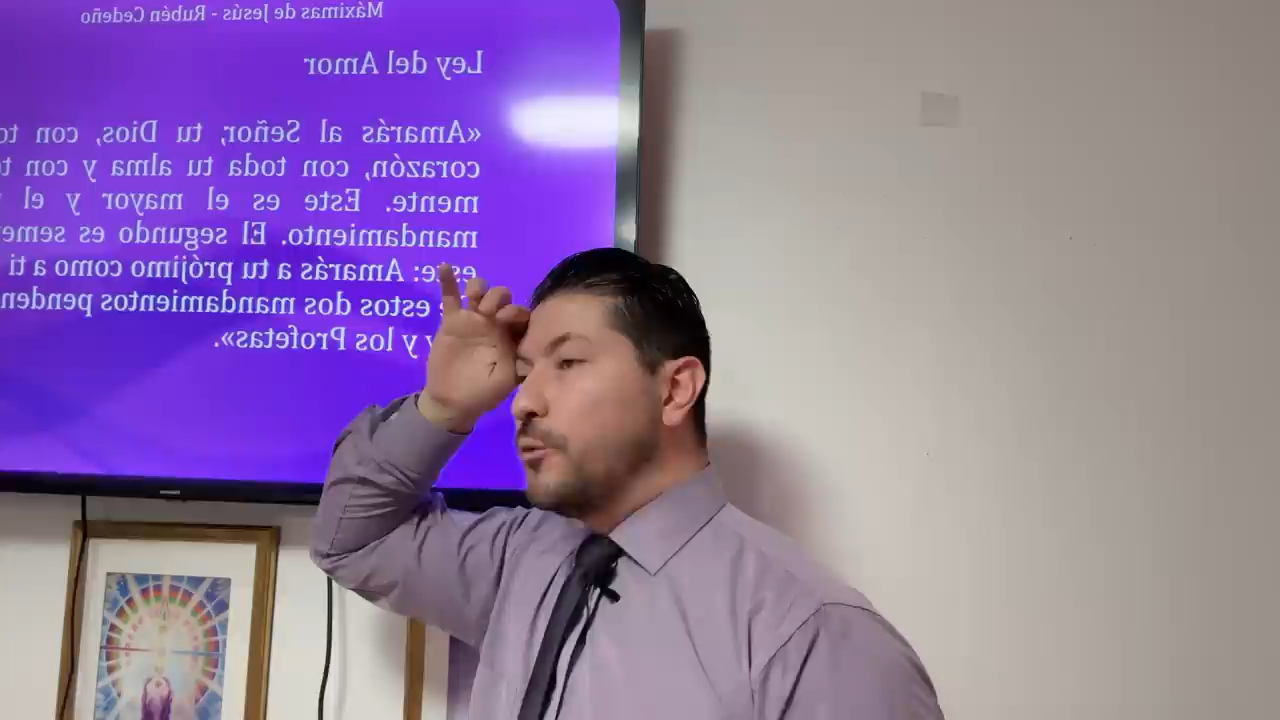 Máximas de Jesús - Rubén Cedeño
Ley del Amor
«Amarás al Señor, tu Dios, con
corazón, con toda tu alma y con
mente. Este es el mayor y el
mandamiento. El segundo es
este: Amarás a tu prójimo como a ti
estos dos mandamientos penden
y los Profetas».